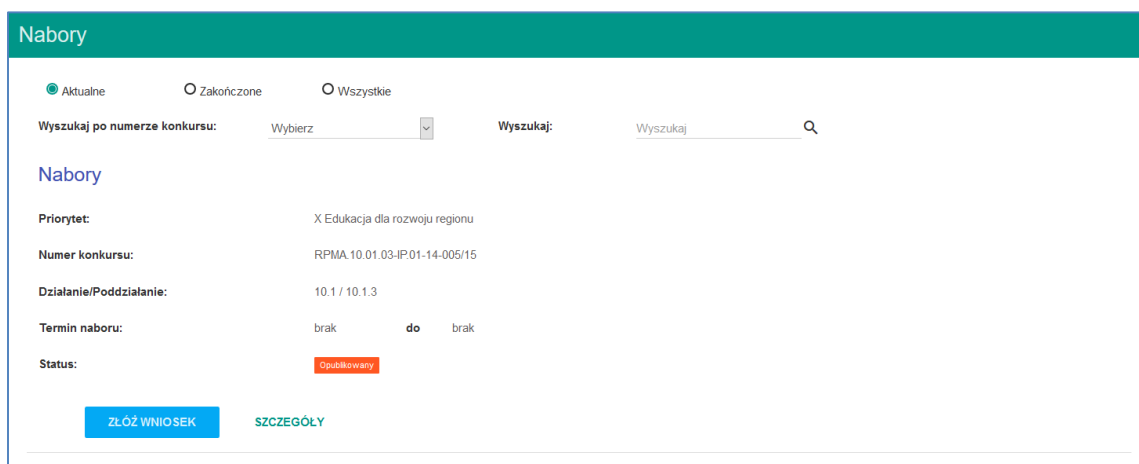 Nabory
Aktualne Zakończone Wszystkie
Wyszukaj po numerze konkursu: Wybierz Wyszukaj: Wyszukaj
Nabory
Priorytet: X Edukacja dla rozwoju regionu
Numer konkursu: RPMA.10.01.03-IP.01-14-005/15
Działanie/Poddziałanie: 10.1 / 10.1.3
Termin naboru: brak do brak
Status: Opublikowany
ZŁÓŻ WNIOSEK SZCZEGÓŁY